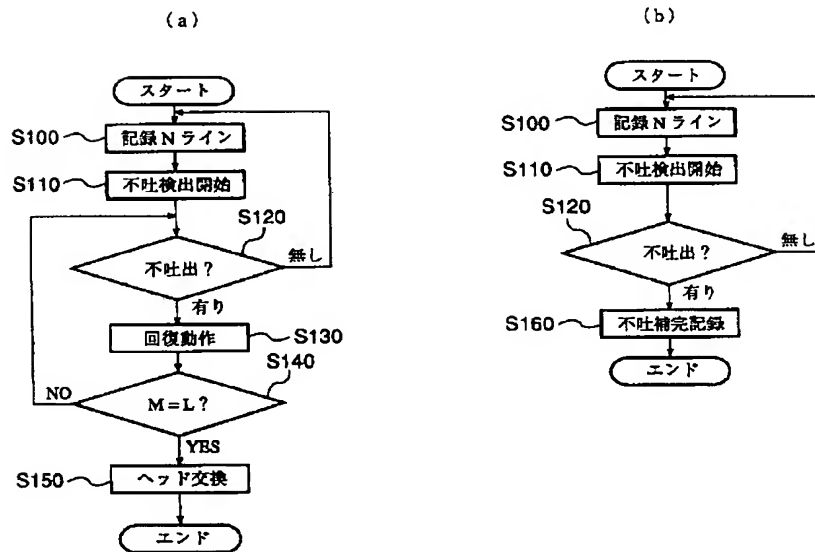 (a)
スタート
S100
記録Nライン
S110
不吐検出開始
S120
不吐出?
無し
有り
回復動作
S130
S140
NO
M=L?
YES
S150
ヘッド交換
エンド
(b)
スタート
S100
記録Nライン
S110
不吐検出開始
S120
不吐出?
無し
有り
S160
不吐補完記録
エンド